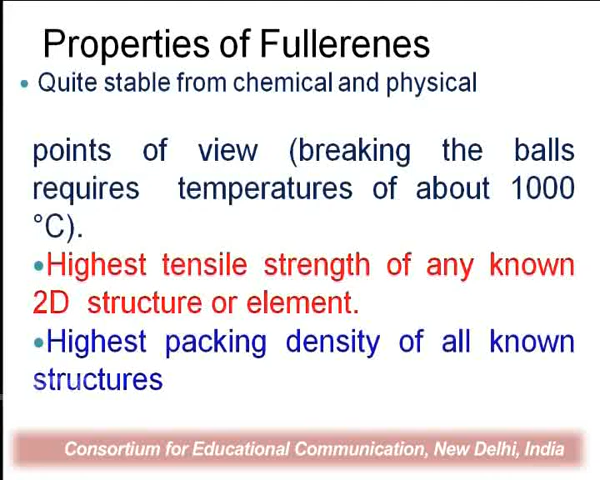 Properties of Fullerenes
• Quite stable from chemical and physical
points of view (breaking the balls
requires temperatures of about 1000
°C).
•Highest tensile strength of any known
2D structure or element.
•Highest packing density of all known
structures
Consortium for Educational Communication, New Delhi, India